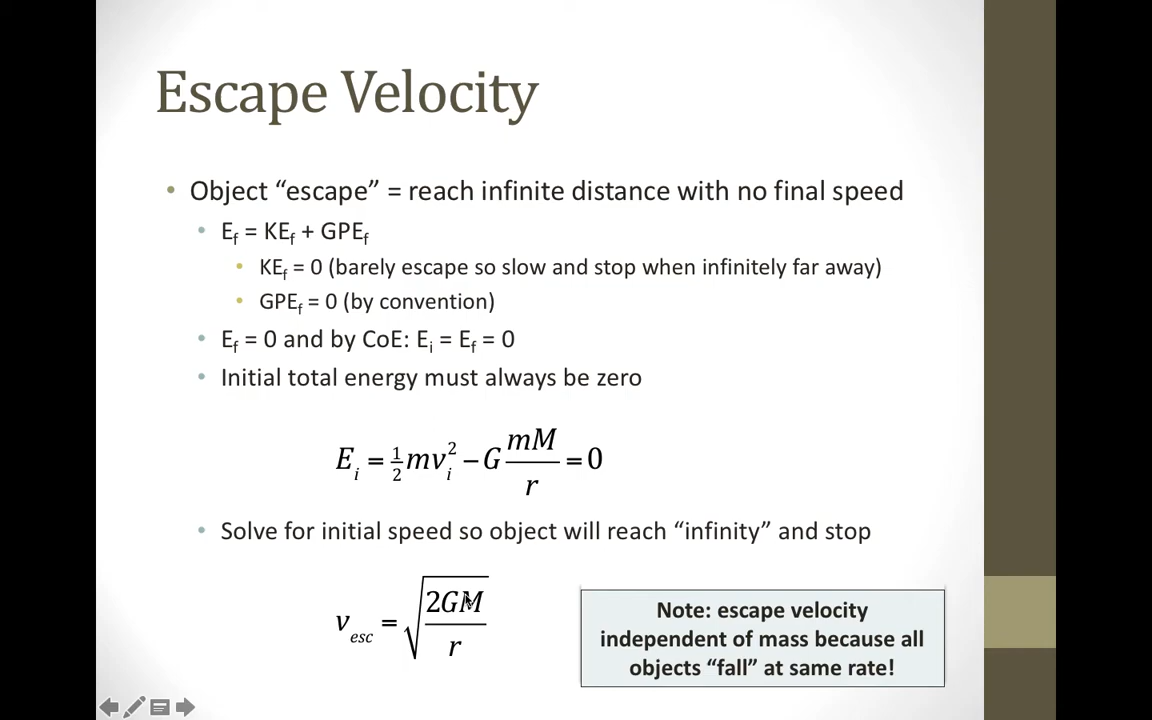 Escape Velocity
• Object “escape” = reach infinite distance with no final speed
• E_f = KE_f + GPE_f
• KE_f = 0 (barely escape so slow and stop when infinitely far away)
• GPE_f = 0 (by convention)
• E_f = 0 and by CoE: E_i = E_f = 0
• Initial total energy must always be zero
E_i = ½mv_i² – G mM/r = 0
• Solve for initial speed so object will reach “infinity” and stop
v_esc = √(2GM/r)
Note: escape velocity
independent of mass because all
objects “fall” at same rate!